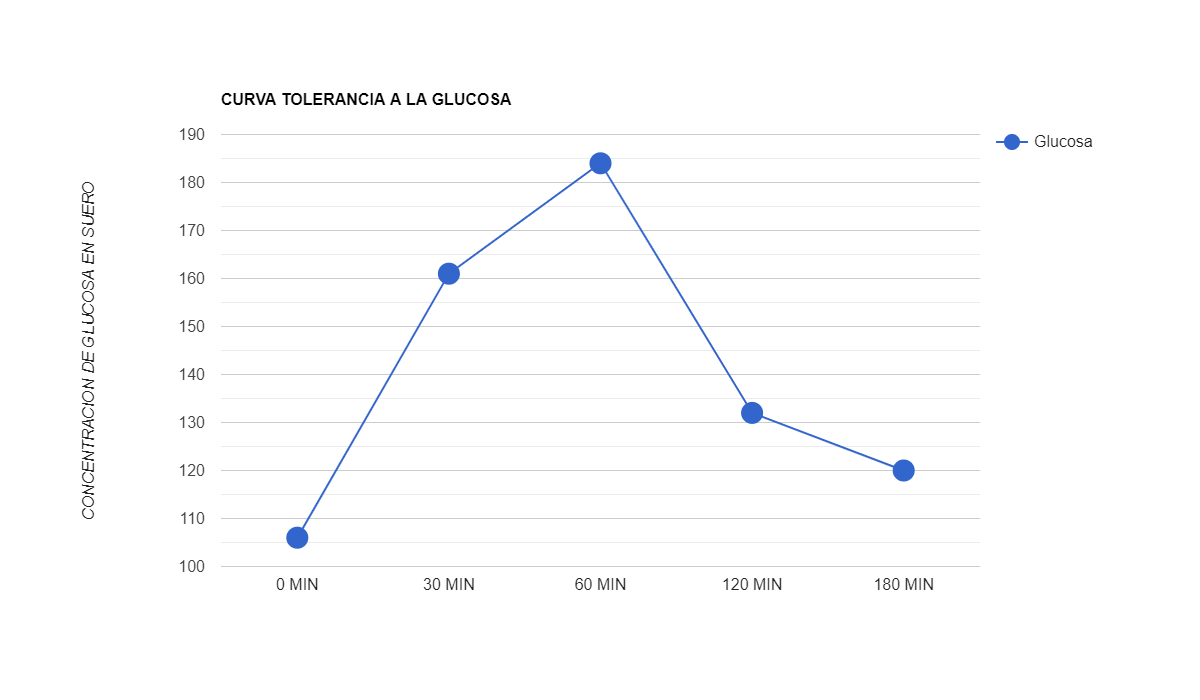 CURVA TOLERANCIA A LA GLUCOSA
Glucosa
CONCENTRACION DE GLUCOSA EN SUERO
190
180
170
160
150
140
130
120
110
100
0 MIN
30 MIN
60 MIN
120 MIN
180 MIN